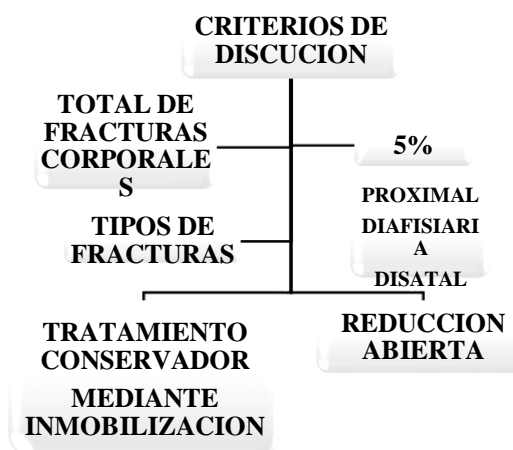 CRITERIOS DE
DISCUCION
TOTAL DE
FRACTURAS
CORPORALE
S
5%
TIPOS DE
FRACTURAS
PROXIMAL
DIAFISIARI
A
DISATAL
TRATAMIENTO
CONSERVADOR
MEDIANTE
INMOBILIZACION
REDUCCION
ABIERTA